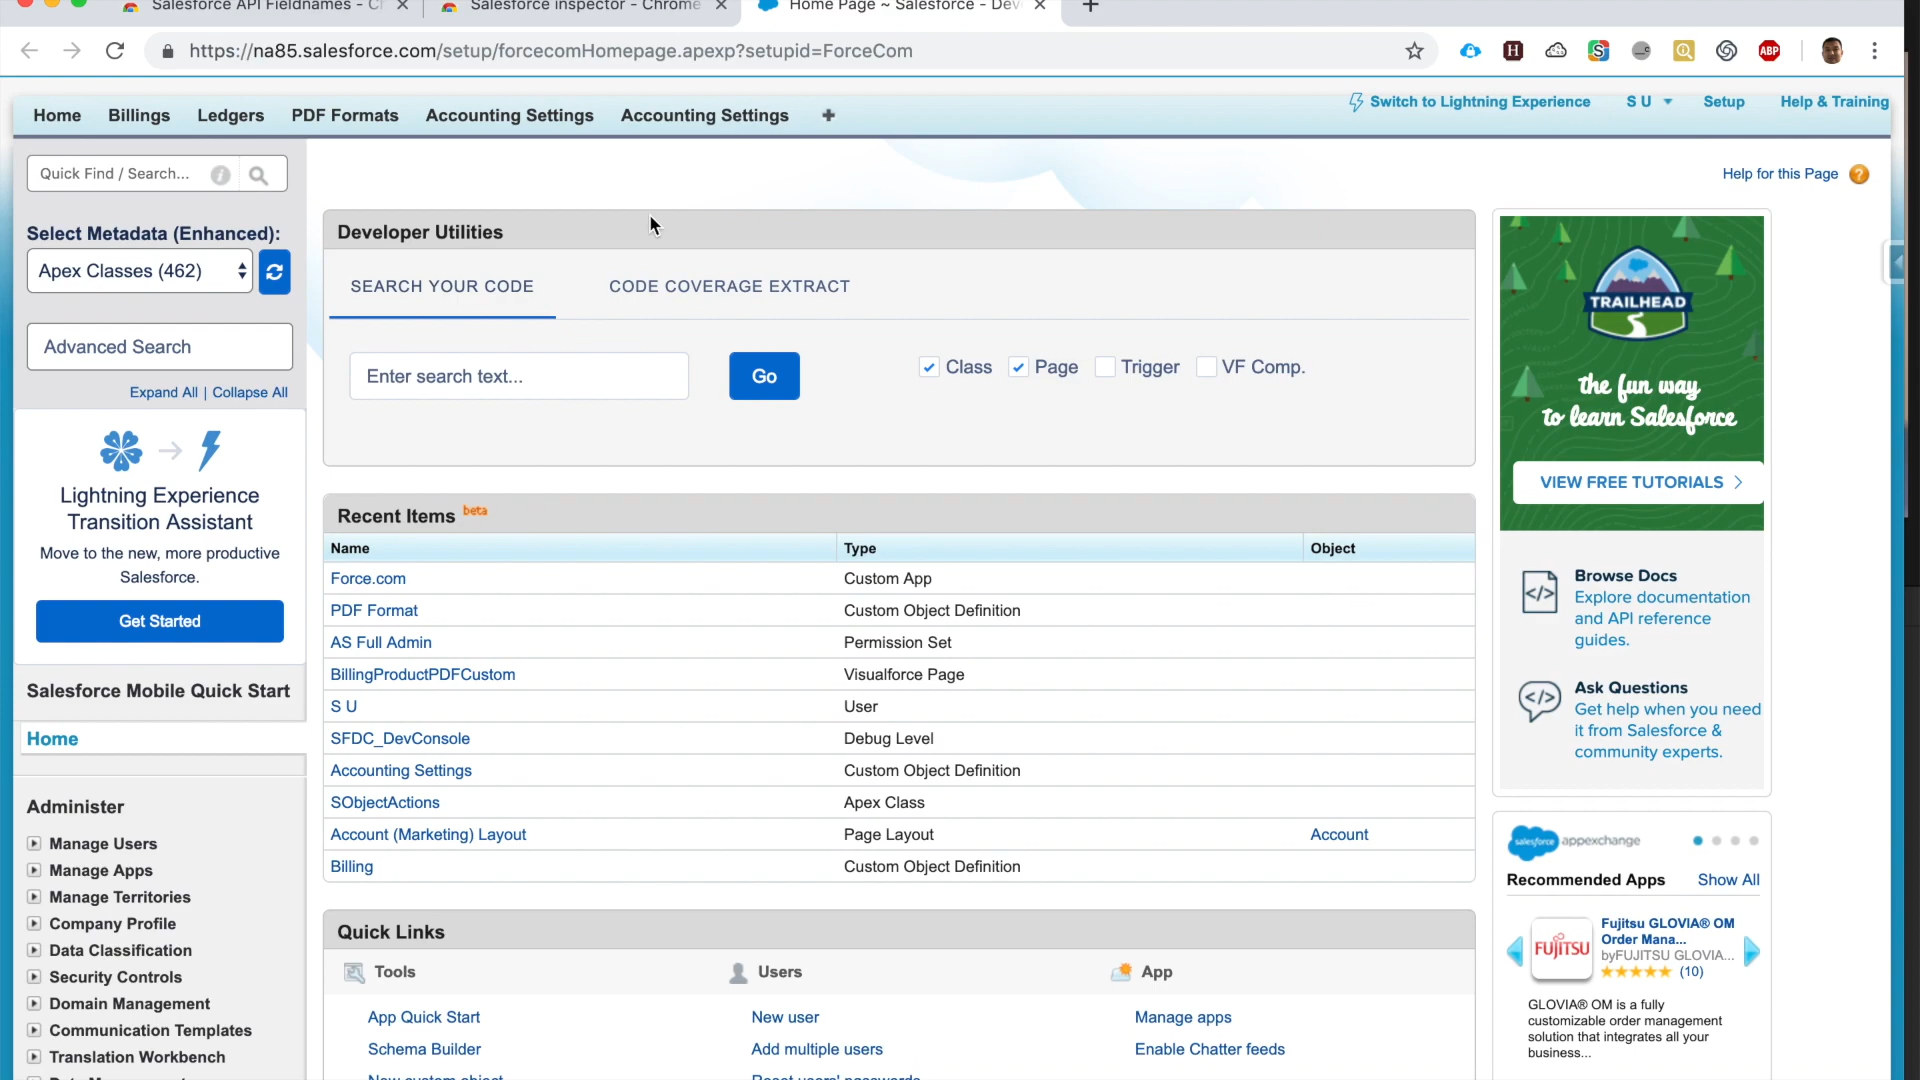 Salesforce API Fieldnames - Ch
Salesforce inspector - Chrome
Home Page ~ Salesforce - Dev
https://na85.salesforce.com/setup/forcecomHomepage.apexp?setupid=ForceCom
ABP
Home
Billings
Ledgers
PDF Formats
Accounting Settings
Accounting Settings
Switch to Lightning Experience
S U
Setup
Help & Training
Quick Find / Search...
Help for this Page
Select Metadata (Enhanced):
Apex Classes (462)
Advanced Search
Expand All | Collapse All
Lightning Experience
Transition Assistant
Move to the new, more productive
Salesforce.
Get Started
Salesforce Mobile Quick Start
Home
Administer
Manage Users
Manage Apps
Manage Territories
Company Profile
Data Classification
Security Controls
Domain Management
Communication Templates
Translation Workbench
Developer Utilities
SEARCH YOUR CODE
CODE COVERAGE EXTRACT
Enter search text...
Go
Class
Page
Trigger
VF Comp.
Recent Items beta
Name Type Object
Force.com Custom App
PDF Format Custom Object Definition
AS Full Admin Permission Set
BillingProductPDFCustom Visualforce Page
S U User
SFDC_DevConsole Debug Level
Accounting Settings Custom Object Definition
SObjectActions Apex Class
Account (Marketing) Layout Page Layout Account
Billing Custom Object Definition
Quick Links
Tools Users App
App Quick Start New user Manage apps
Schema Builder Add multiple users Enable Chatter feeds
New custom object Reset users' passwords
TRAILHEAD
the fun way
to learn Salesforce
VIEW FREE TUTORIALS
Browse Docs
Explore documentation
and API reference
guides.
Ask Questions
Get help when you need
it from Salesforce &
community experts.
salesforce appexchange
Recommended Apps Show All
FUJITSU
Fujitsu GLOVIA® OM
Order Mana...
byFUJITSU GLOVIA...
(10)
GLOVIA® OM is a fully
customizable order management
solution that integrates all your
business...